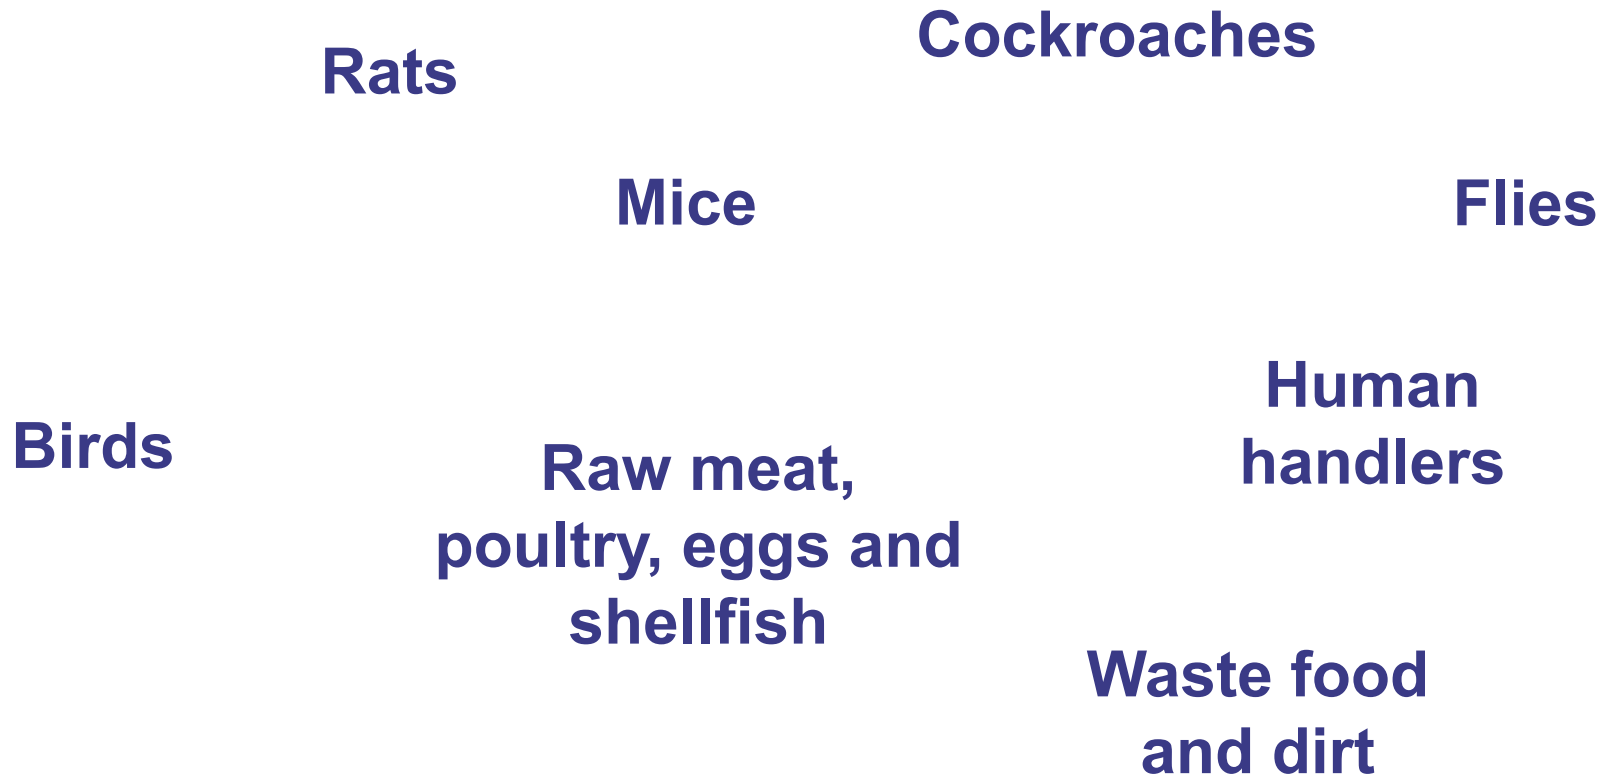 Cockroaches
Rats
Mice
Flies
Human
handlers
Birds
Raw meat,
poultry, eggs and
shellfish
Waste food
and dirt